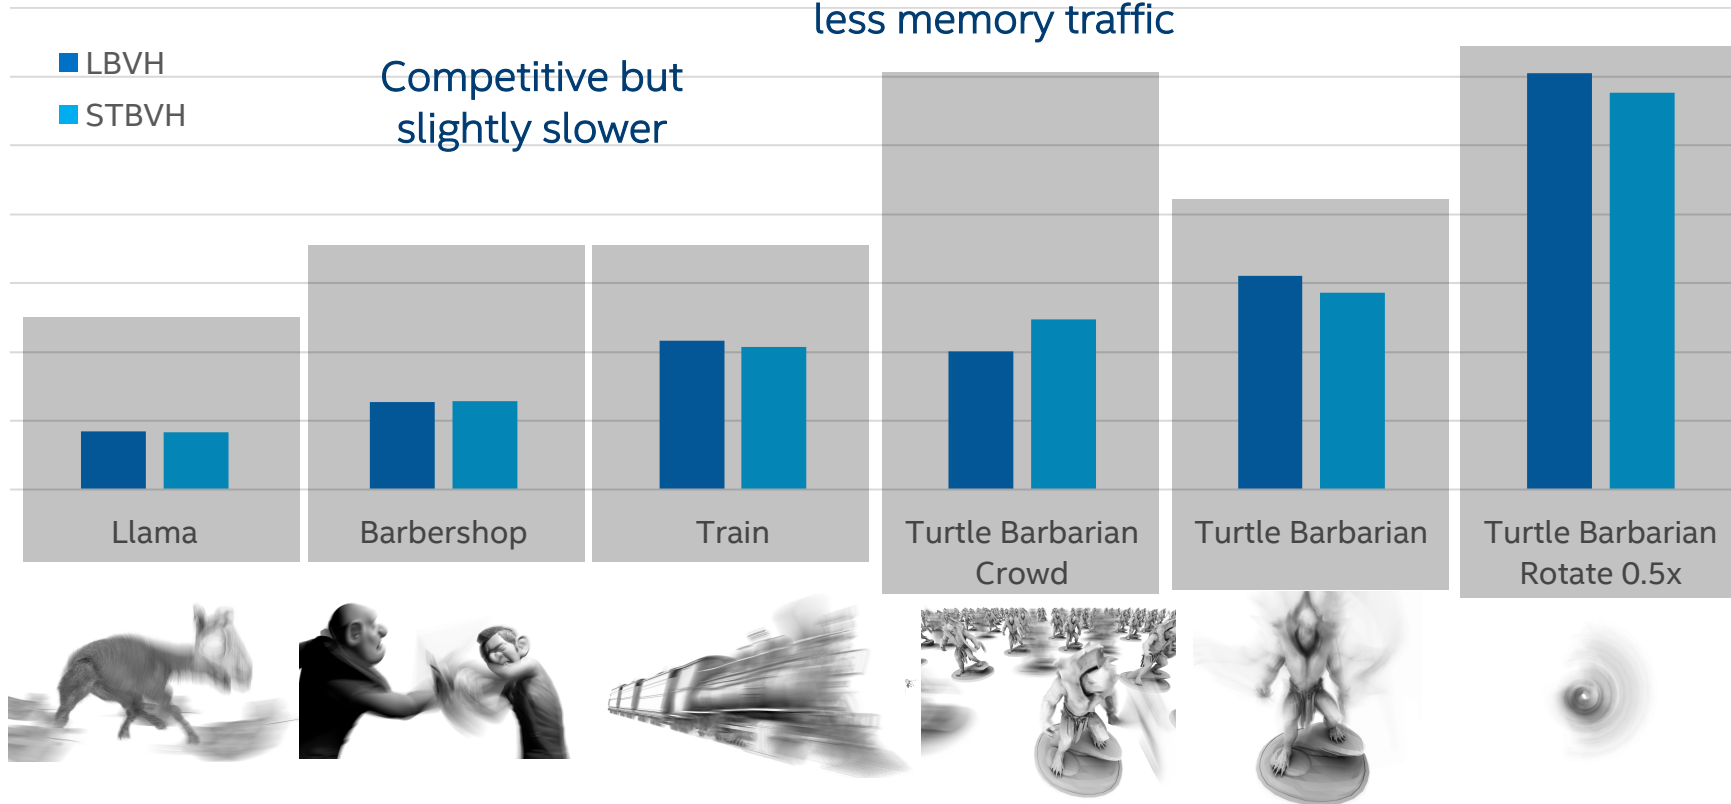 less memory traffic
LBVH
STBVH
Competitive but
slightly slower
Llama
Barbershop
Train
Turtle Barbarian
Crowd
Turtle Barbarian
Turtle Barbarian
Rotate 0.5x